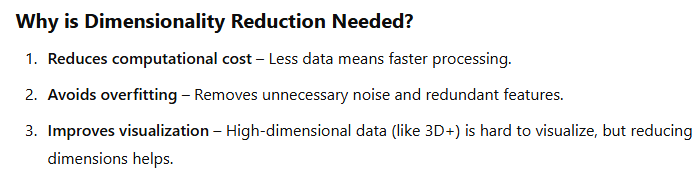 Why is Dimensionality Reduction Needed?
1. Reduces computational cost – Less data means faster processing.
2. Avoids overfitting – Removes unnecessary noise and redundant features.
3. Improves visualization – High-dimensional data (like 3D+) is hard to visualize, but reducing
dimensions helps.